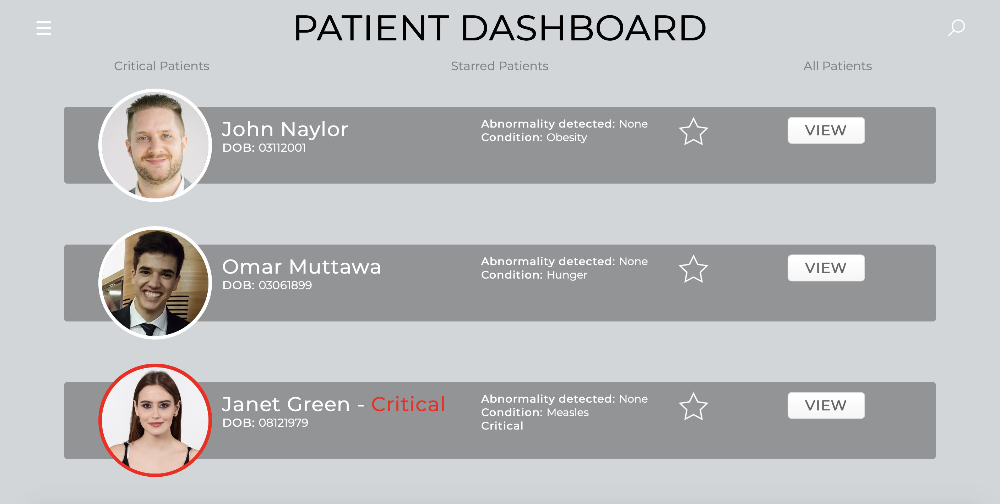 PATIENT DASHBOARD
Critical Patients
Starred Patients
All Patients
John Naylor
DOB: 03112001
Abnormality detected: None
Condition: Obesity
VIEW
Omar Muttawa
DOB: 03061899
Abnormality detected: None
Condition: Hunger
VIEW
Janet Green - Critical
DOB: 08121979
Abnormality detected: None
Condition: Measles
Critical
VIEW